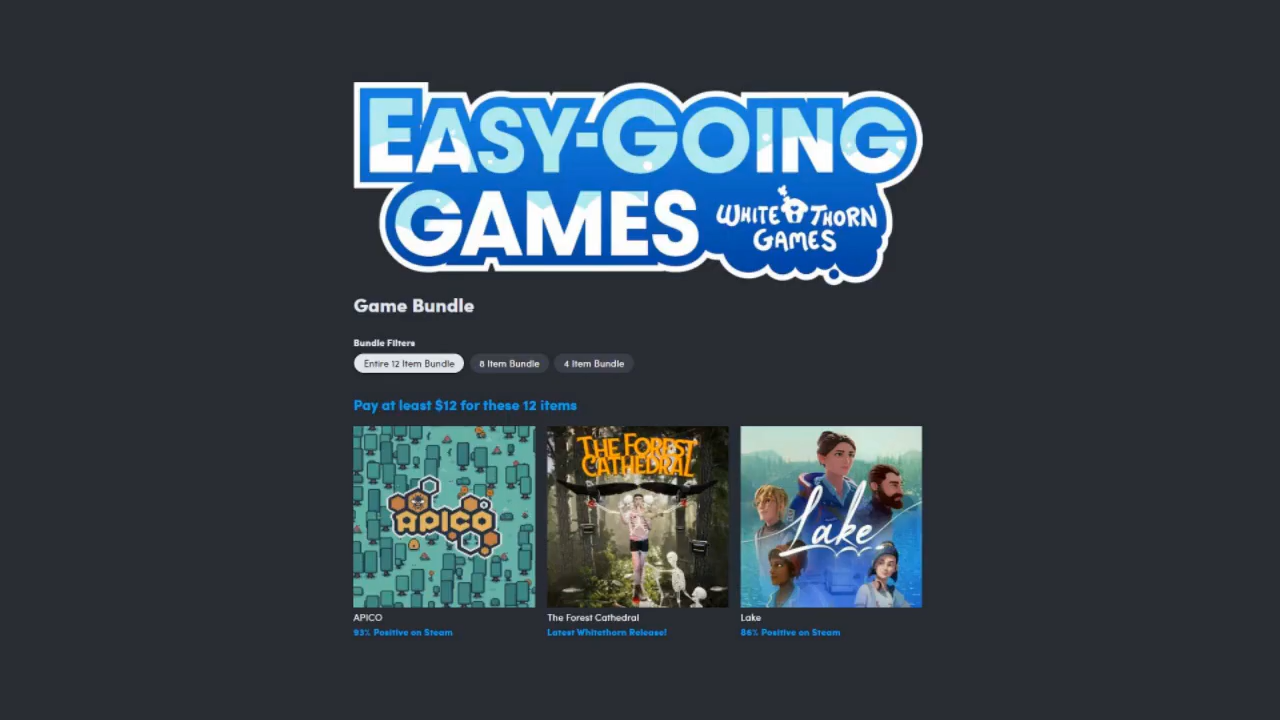 EASY-GOING
GAMES
WHITETHORN
GAMES
Game Bundle
Bundle Filters
Entire 12 Item Bundle
8 Item Bundle
4 Item Bundle
Pay at least $12 for these 12 items
APICO
THE FOREST
CATHEDRAL
Lake
APICO
The Forest Cathedral
Lake
93% Positive on Steam
Latest Whitethorn Release!
86% Positive on Steam